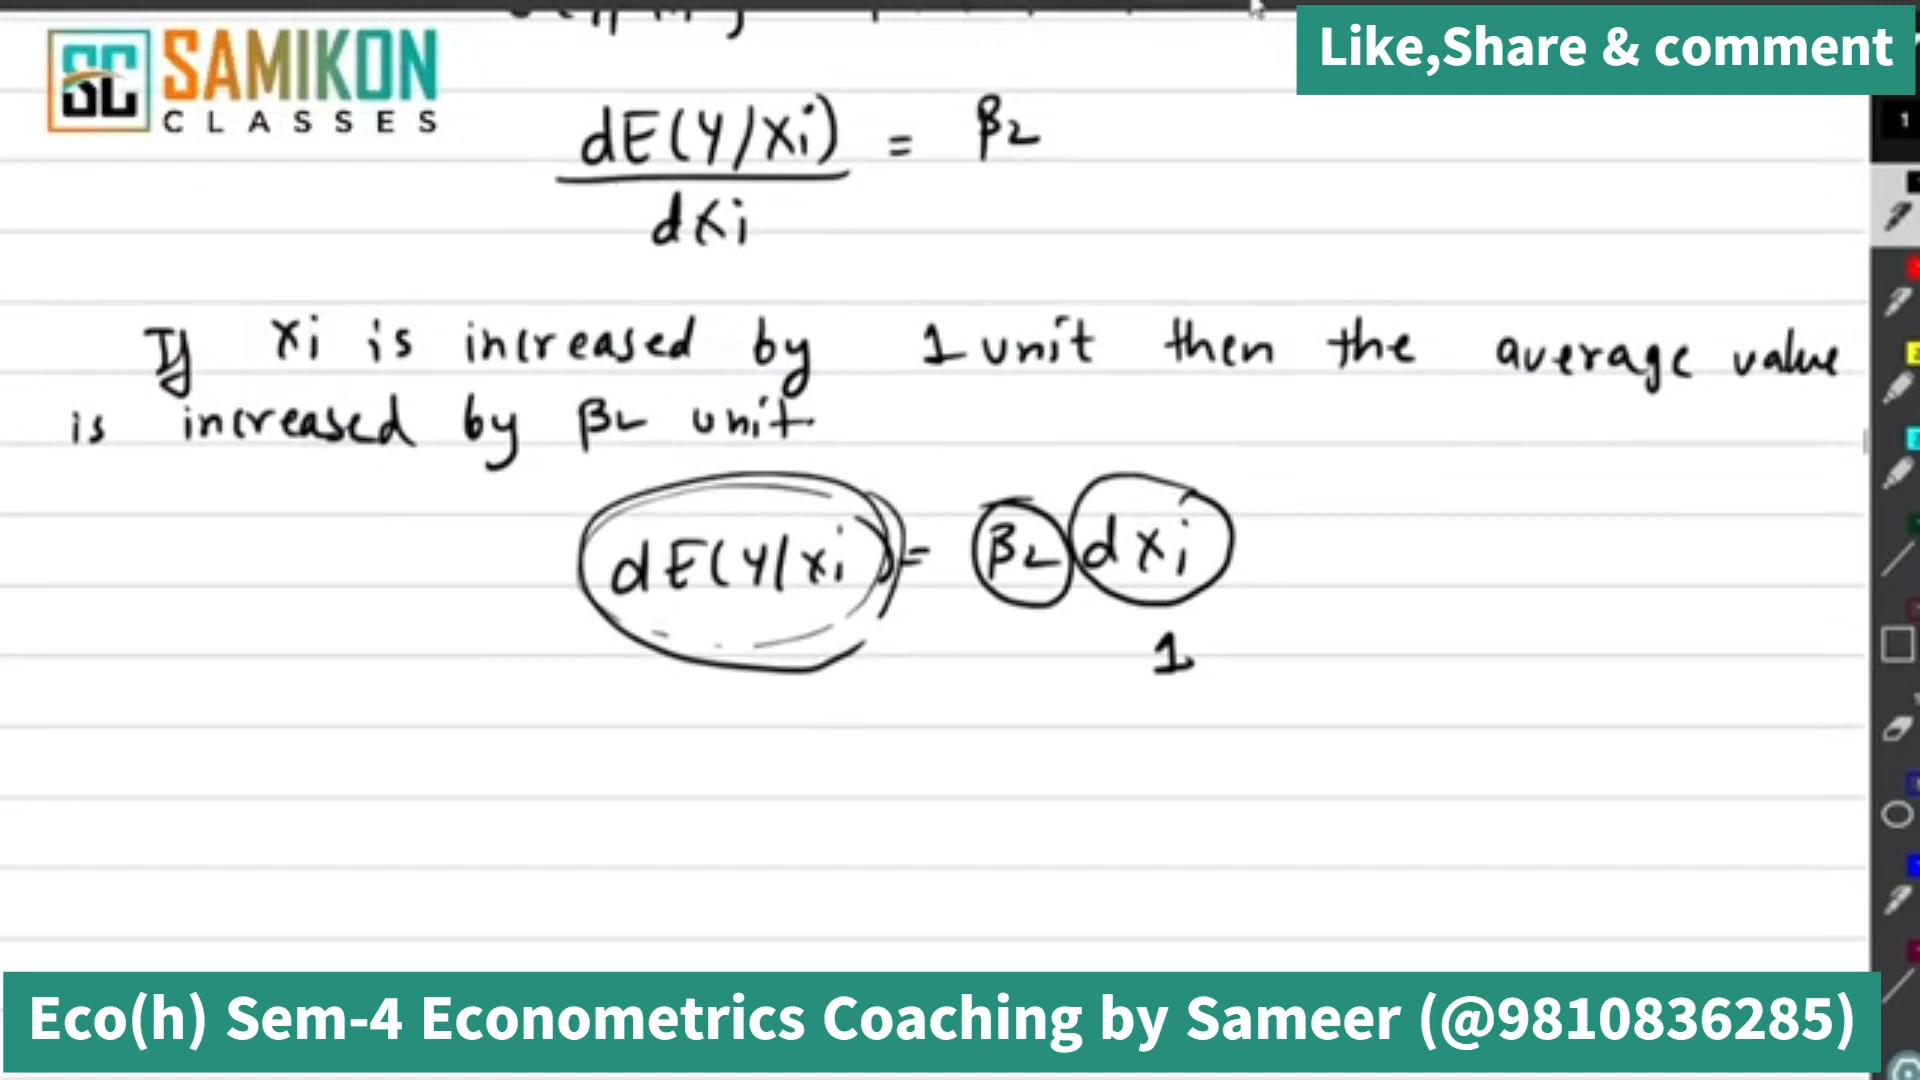 Like,Share & comment
SC SAMIKON
CLASSES
dE(Y/Xi) = β2
dXi
If Xi is increased by 1 unit then the average value
is increased by β2 unit
dE(Y/Xi) = β2 dXi
1
Eco(h) Sem-4 Econometrics Coaching by Sameer (@9810836285)